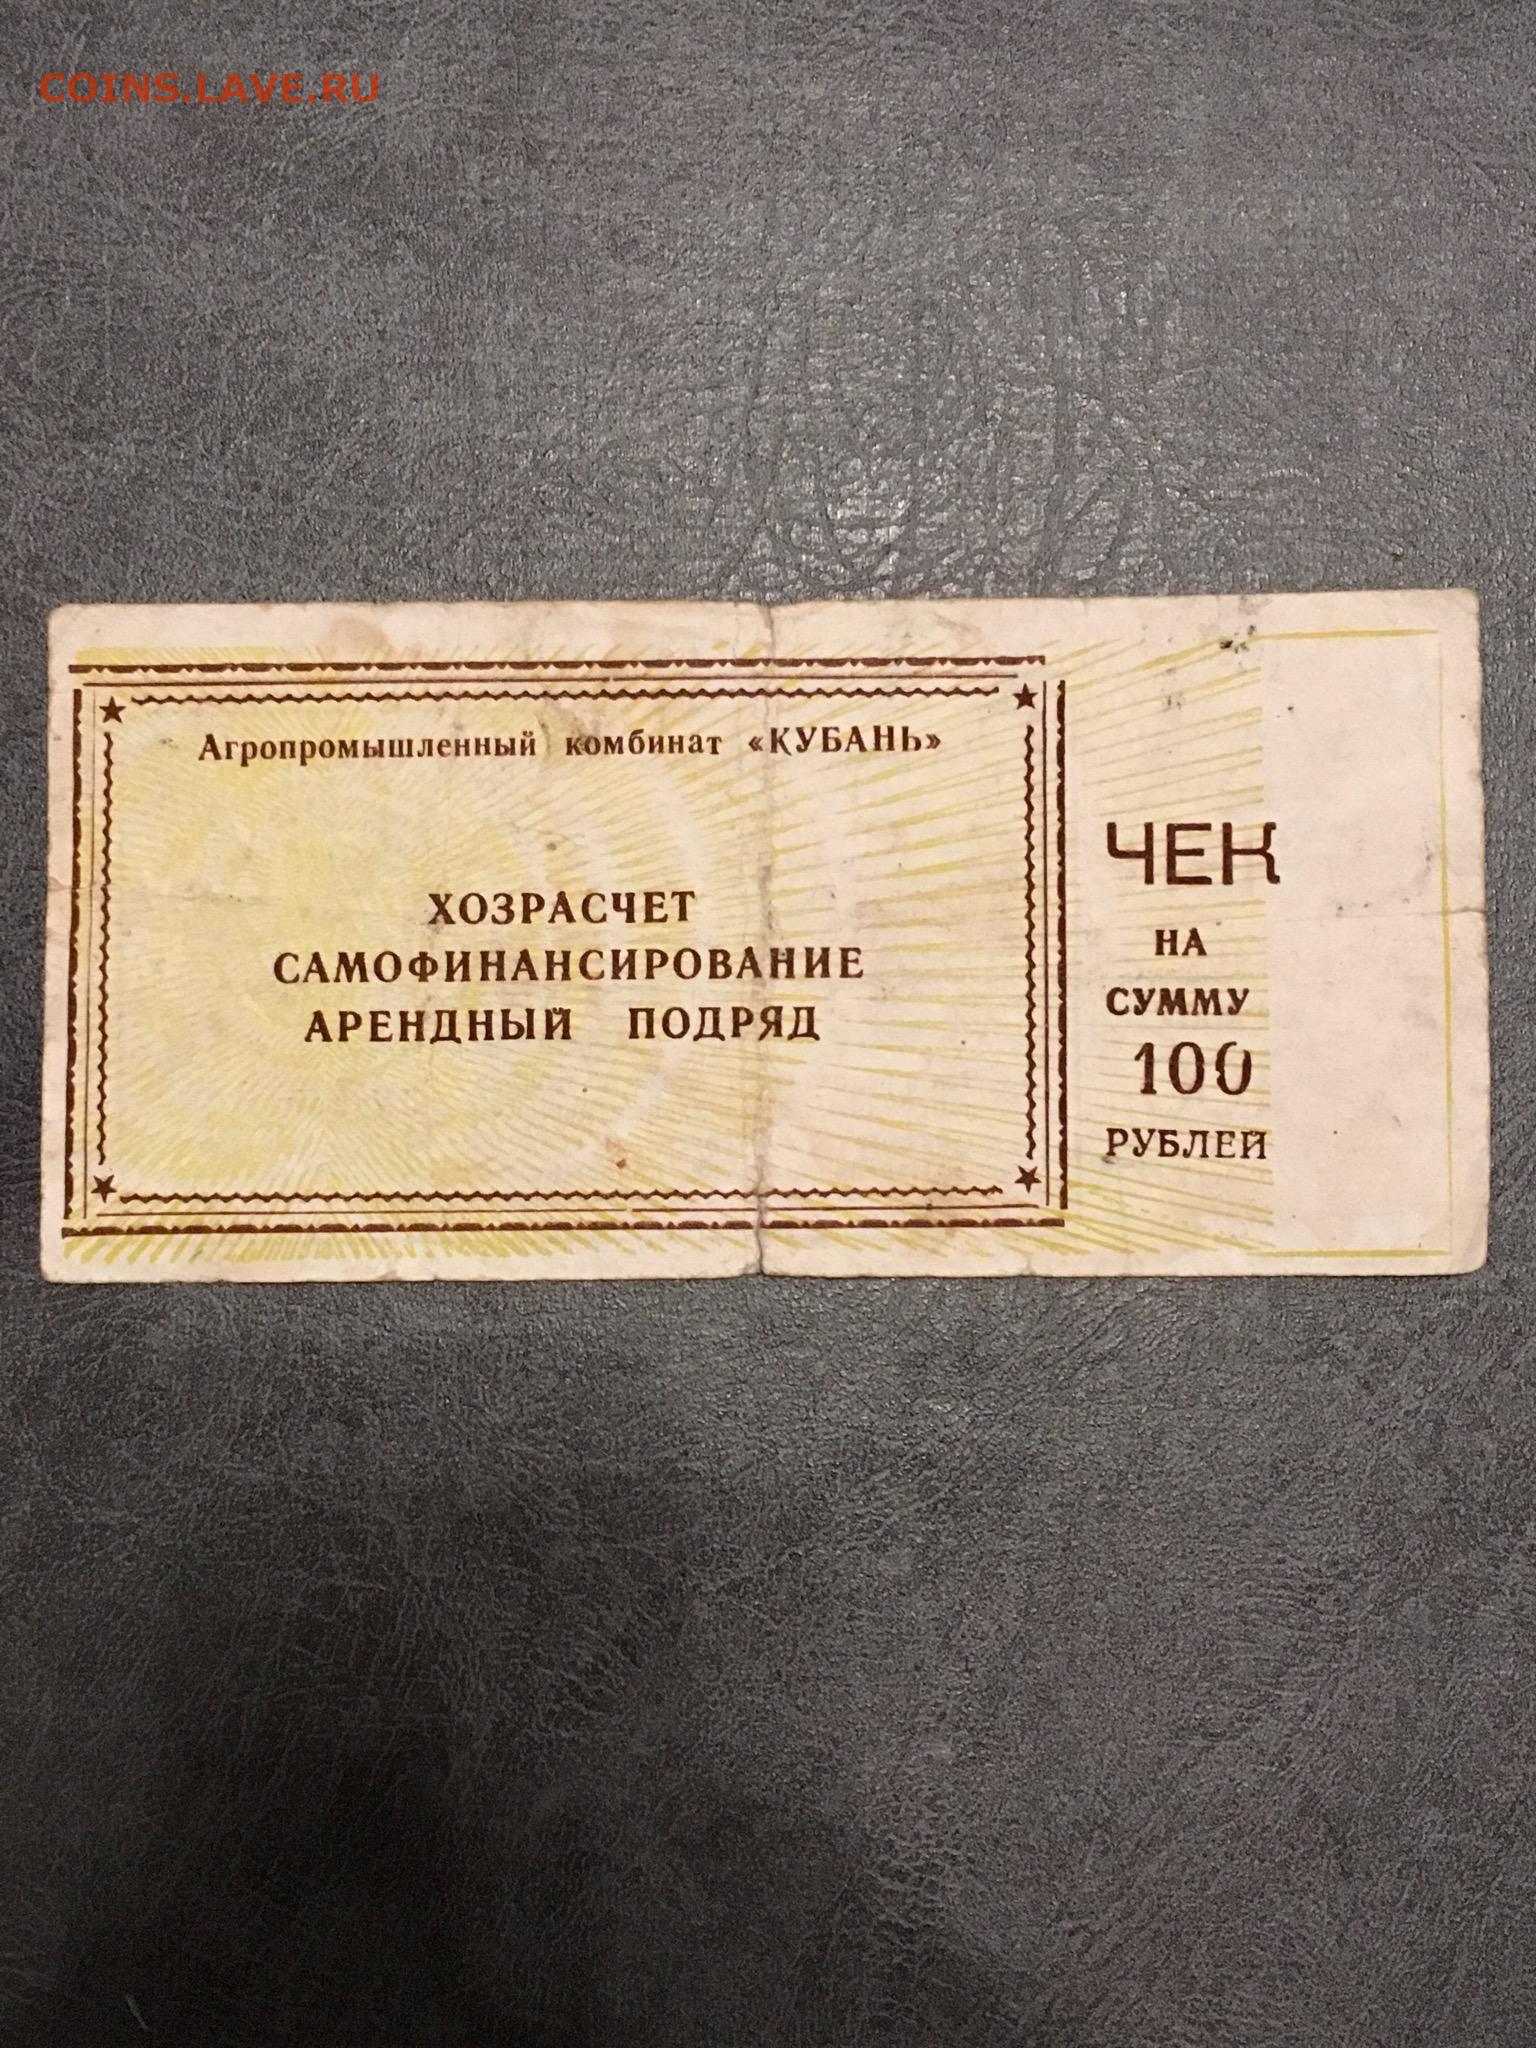 COINS.LAVE.RU
Агропромышленный комбинат «КУБАНЬ»
ХОЗРАСЧЕТ
САМОФИНАНСИРОВАНИЕ
АРЕНДНЫЙ ПОДРЯД
ЧЕК
НА
СУММУ
100
РУБЛЕЙ